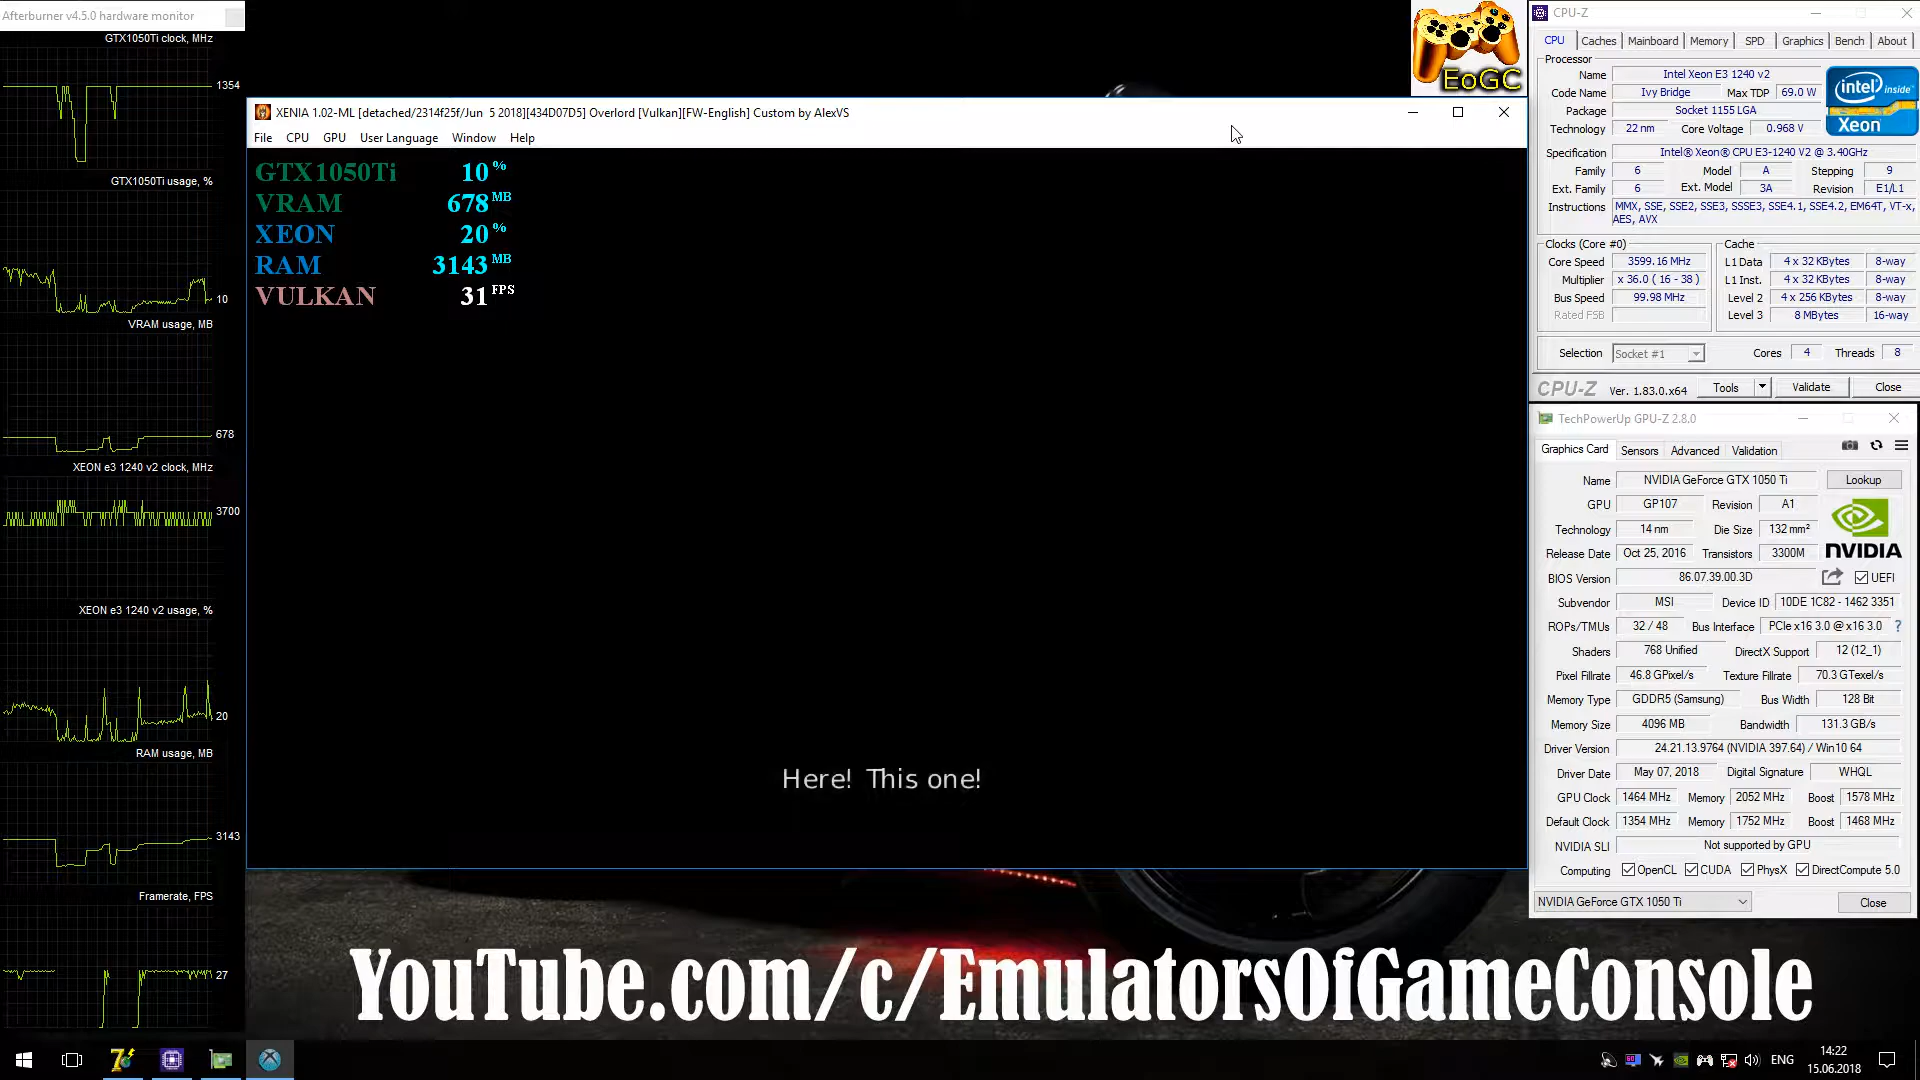 Afterburner v4.5.0 hardware monitor
GTX1050Ti clock, MHz
1354
GTX1050Ti usage, %
10
VRAM usage, MB
678
XEON e3 1240 v2 clock, MHz
3700
XEON e3 1240 v2 usage, %
20
RAM usage, MB
3143
Framerate, FPS
27
XENIA 1.02-ML [detached/2314f25f/Jun 5 2018][434D07D5] Overlord [Vulkan][FW-English] Custom by AlexVS
File CPU GPU User Language Window Help
GTX1050Ti 10 %
VRAM 678 MB
XEON 20 %
RAM 3143 MB
VULKAN 31 FPS
Here! This one!
EoGC
CPU-Z
CPU Caches Mainboard Memory SPD Graphics Bench About
Processor
Name Intel Xeon E3 1240 v2
Code Name Ivy Bridge Max TDP 69.0 W
Package Socket 1155 LGA
Technology 22 nm Core Voltage 0.968 V
intel inside
Xeon
Specification Intel® Xeon® CPU E3-1240 V2 @ 3.40GHz
Family 6 Model A Stepping 9
Ext. Family 6 Ext. Model 3A Revision E1/L1
Instructions MMX, SSE, SSE2, SSE3, SSSE3, SSE4.1, SSE4.2, EM64T, VT-x,
AES, AVX
Clocks (Core #0)
Core Speed 3599.16 MHz
Multiplier x 36.0 ( 16 - 38 )
Bus Speed 99.98 MHz
Rated FSB
Cache
L1 Data 4 x 32 KBytes 8-way
L1 Inst. 4 x 32 KBytes 8-way
Level 2 4 x 256 KBytes 8-way
Level 3 8 MBytes 16-way
Selection Socket #1 Cores 4 Threads 8
CPU-Z Ver. 1.83.0.x64 Tools Validate Close
TechPowerUp GPU-Z 2.8.0
Graphics Card Sensors Advanced Validation
Name NVIDIA GeForce GTX 1050 Ti Lookup
GPU GP107 Revision A1
Technology 14 nm Die Size 132 mm²
Release Date Oct 25, 2016 Transistors 3300M
NVIDIA
BIOS Version 86.07.39.00.3D UEFI
Subvendor MSI Device ID 10DE 1C82 - 1462 3351
ROPs/TMUs 32 / 48 Bus Interface PCIe x16 3.0 @ x16 3.0 ?
Shaders 768 Unified DirectX Support 12 (12_1)
Pixel Fillrate 46.8 GPixel/s Texture Fillrate 70.3 GTexel/s
Memory Type GDDR5 (Samsung) Bus Width 128 Bit
Memory Size 4096 MB Bandwidth 131.3 GB/s
Driver Version 24.21.13.9764 (NVIDIA 397.64) / Win10 64
Driver Date May 07, 2018 Digital Signature WHQL
GPU Clock 1464 MHz Memory 2052 MHz Boost 1578 MHz
Default Clock 1354 MHz Memory 1752 MHz Boost 1468 MHz
NVIDIA SLI Not supported by GPU
Computing OpenCL CUDA PhysX DirectCompute 5.0
NVIDIA GeForce GTX 1050 Ti Close
YouTube.com/c/EmulatorsOfGameConsole
ENG
14:22
15.06.2018